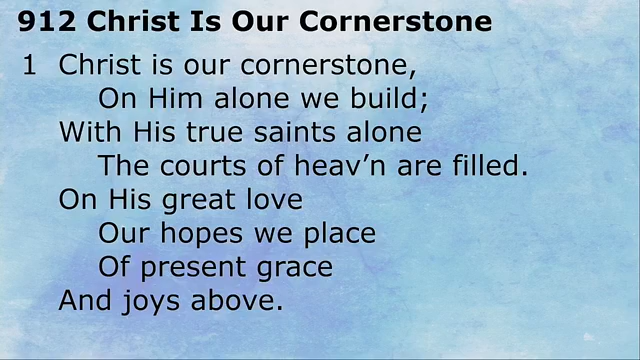 912 Christ Is Our Cornerstone
1 Christ is our cornerstone,
On Him alone we build;
With His true saints alone
The courts of heav’n are filled.
On His great love
Our hopes we place
Of present grace
And joys above.